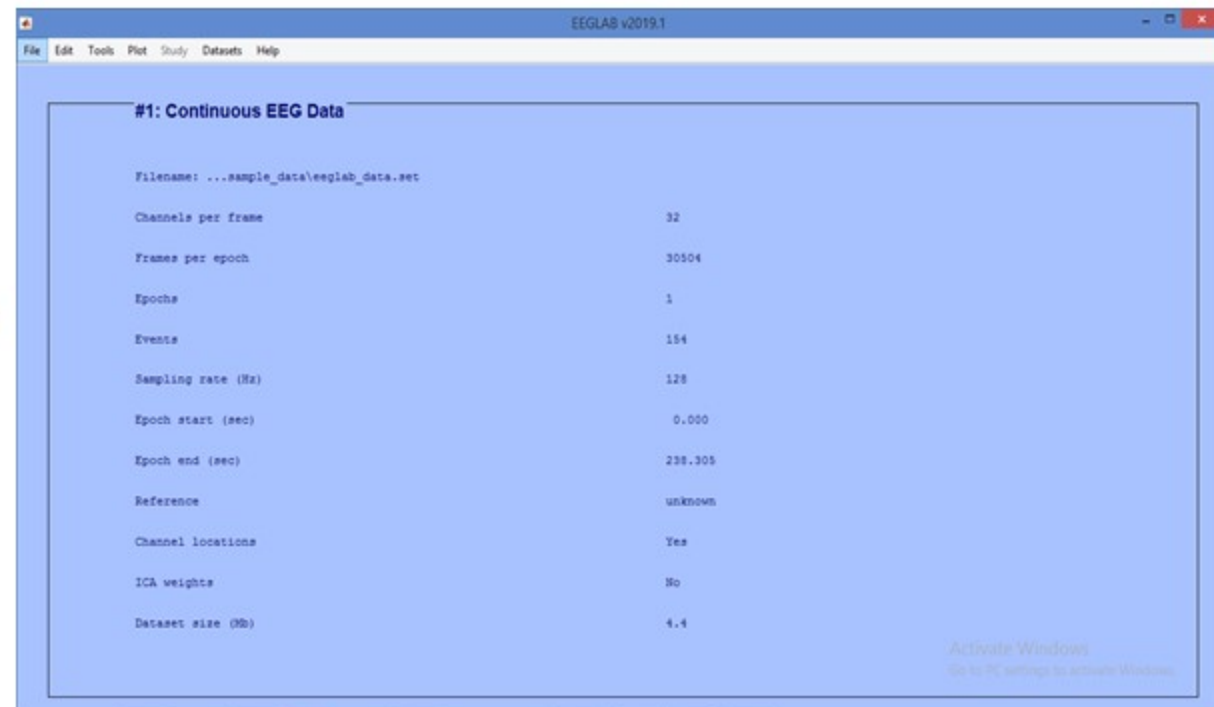 EEGLAB v2019.1
File Edit Tools Plot Study Datasets Help
#1: Continuous EEG Data
Filename: ...sample_data\eeglab_data.set
Channels per frame 32
Frames per epoch 30504
Epochs 1
Events 154
Sampling rate (Hz) 128
Epoch start (sec) 0.000
Epoch end (sec) 238.305
Reference unknown
Channel locations Yes
ICA weights No
Dataset size (Mb) 4.4
Activate Windows
Go to PC settings to activate Windows.